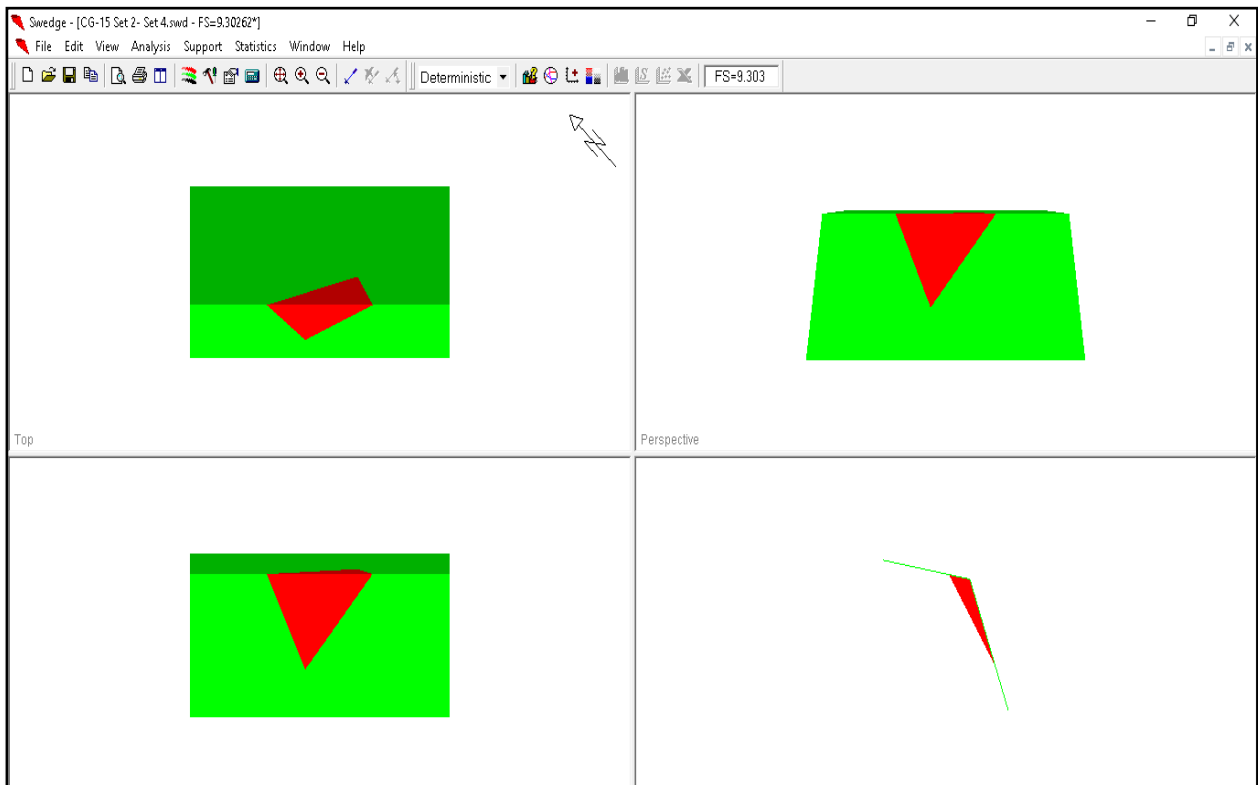 Swedge - [CG-15 Set 2- Set 4.swd - FS=9.30262*]
File Edit View Analysis Support Statistics Window Help
Deterministic FS=9.303
Top
Perspective